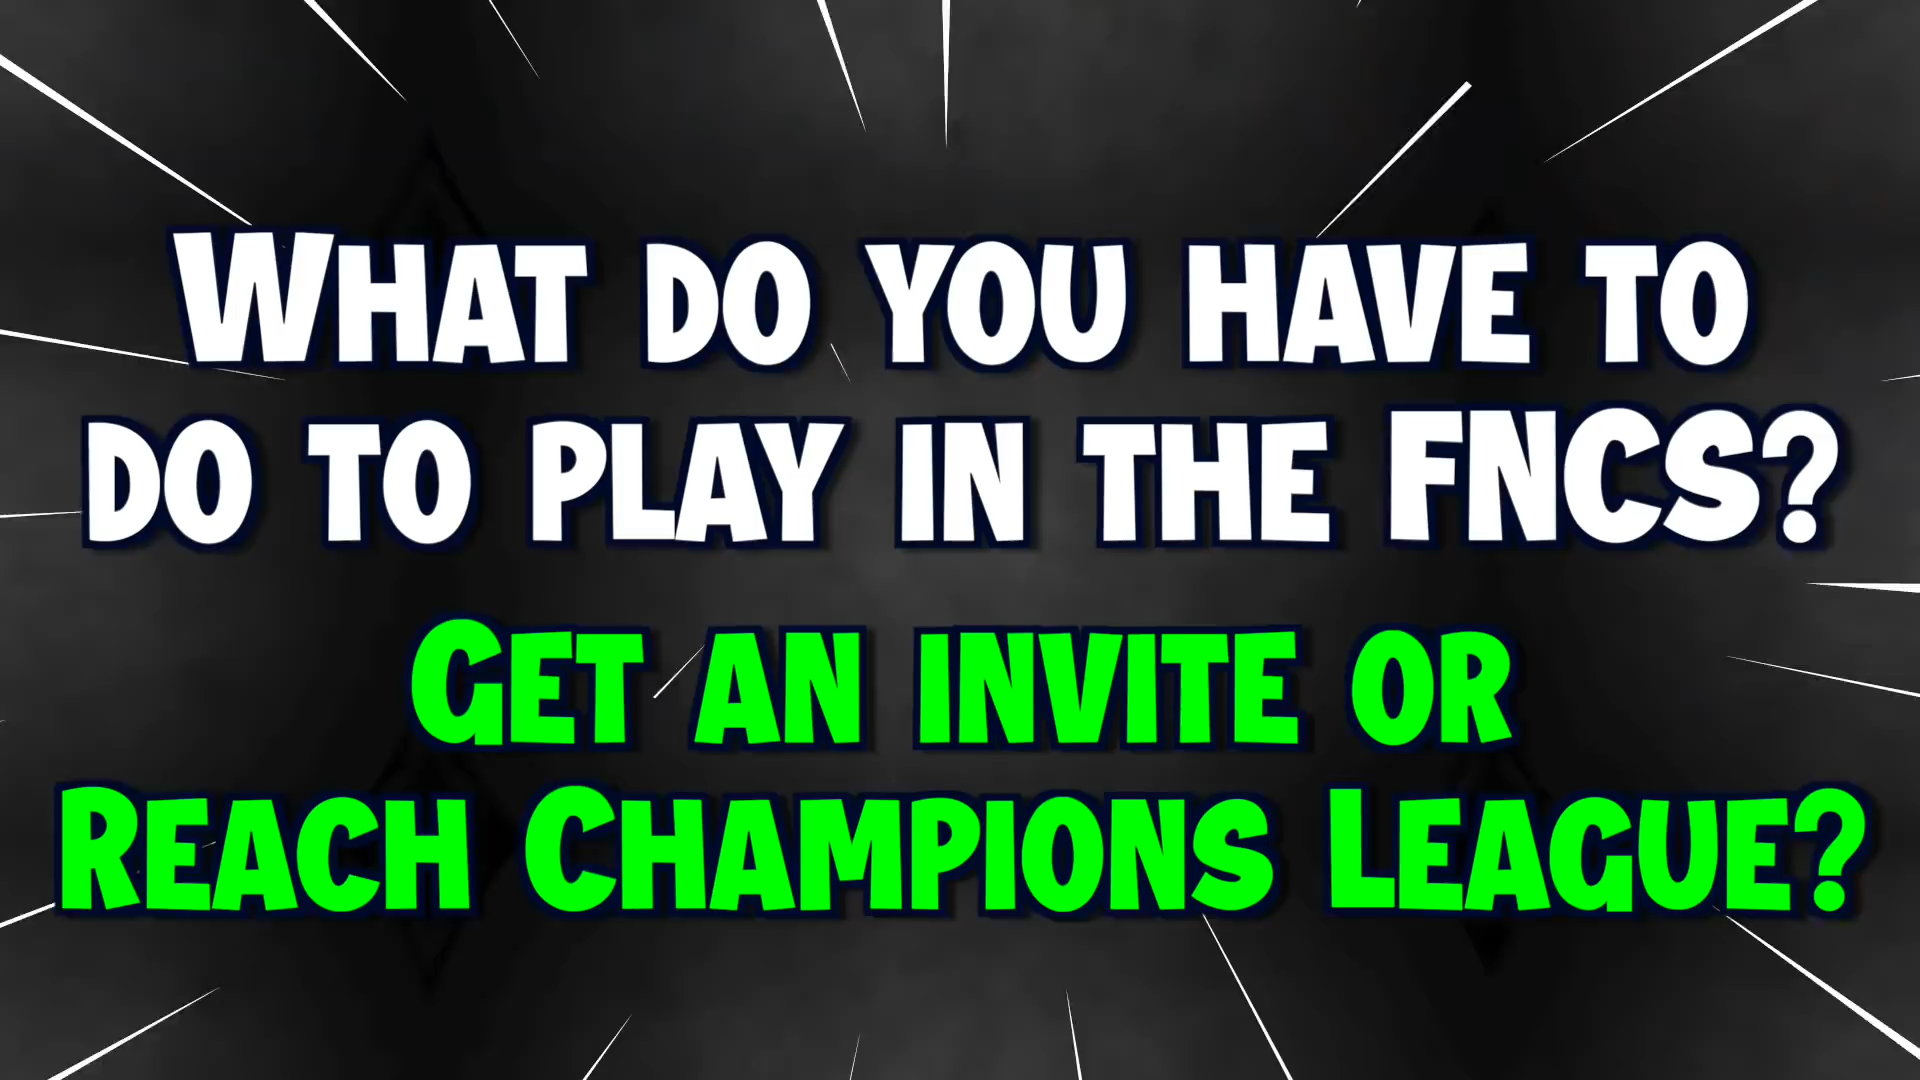 What do you have to
do to play in the FNCS?
Get an invite or
Reach Champions League?